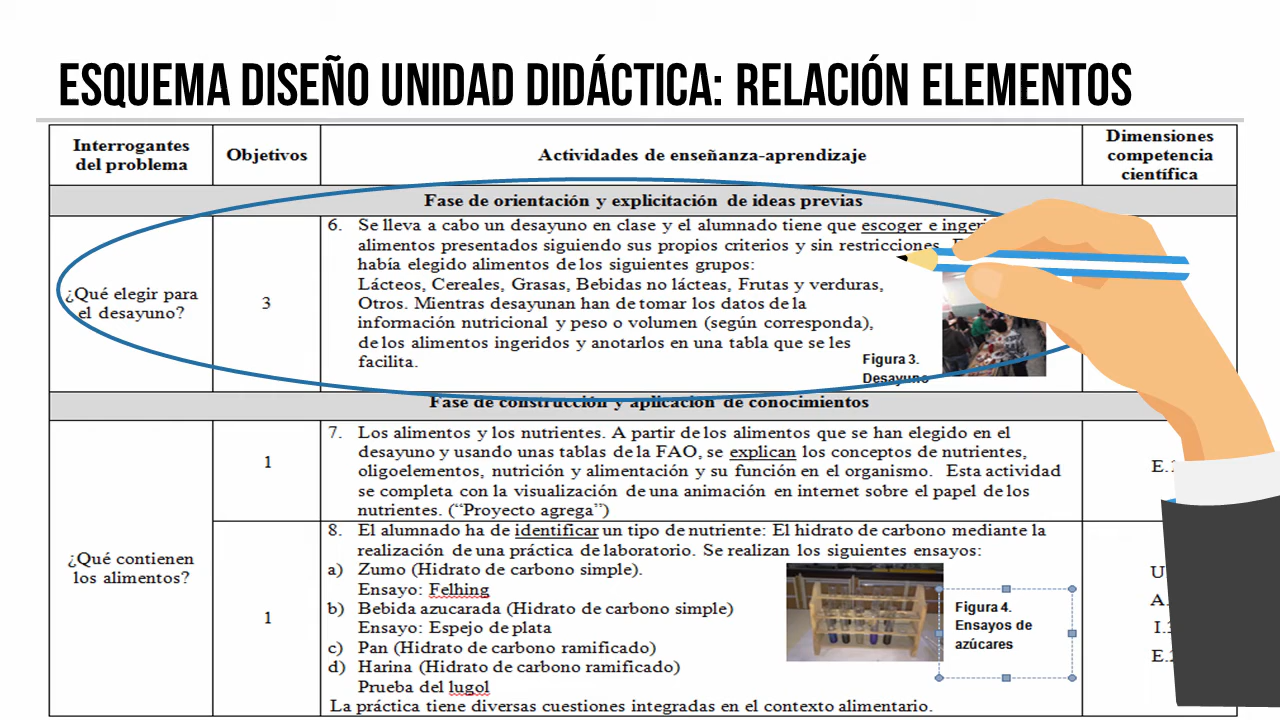 ESQUEMA DISEÑO UNIDAD DIDÁCTICA: RELACIÓN ELEMENTOS
Interrogantes
del problema
Objetivos
Actividades de enseñanza-aprendizaje
Dimensiones
competencia
científica
Fase de orientación y explicitación de ideas previas
¿Qué elegir para
el desayuno?
3
6. Se lleva a cabo un desayuno en clase y el alumnado tiene que escoger e
alimentos presentados siguiendo sus propios criterios y sin restricciones.
había elegido alimentos de los siguientes grupos:
Lácteos, Cereales, Grasas, Bebidas no lácteas, Frutas y verduras,
Otros. Mientras desayunan han de tomar los datos de la
información nutricional y peso o volumen (según corresponda),
de los alimentos ingeridos y anotarlos en una tabla que se les
facilita.
Figura 3.
Desayuno
Fase de construcción y aplicación de conocimientos
¿Qué contienen
los alimentos?
1
7. Los alimentos y los nutrientes. A partir de los alimentos que se han elegido en el
desayuno y usando unas tablas de la FAO, se explican los conceptos de nutrientes,
oligoelementos, nutrición y alimentación y su función en el organismo. Esta actividad
se completa con la visualización de una animación en internet sobre el papel de los
nutrientes. (“Proyecto agrega”)
1
8. El alumnado ha de identificar un tipo de nutriente: El hidrato de carbono mediante la
realización de una práctica de laboratorio. Se realizan los siguientes ensayos:
a) Zumo (Hidrato de carbono simple).
Ensayo: Felhing
b) Bebida azucarada (Hidrato de carbono simple)
Ensayo: Espejo de plata
c) Pan (Hidrato de carbono ramificado)
d) Harina (Hidrato de carbono ramificado)
Prueba del lugol
La práctica tiene diversas cuestiones integradas en el contexto alimentario.
Figura 4.
Ensayos de
azúcares